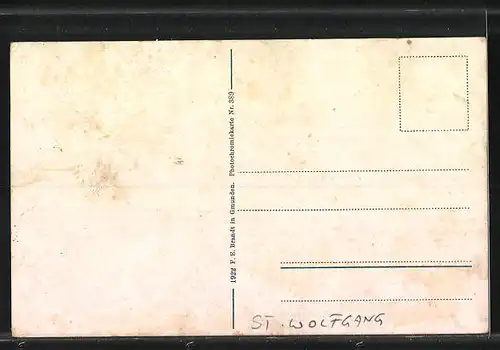 1922 F. E. Brandt in Gmunden. Photochromiekarte Nr. 389
ST. WOLFGANG